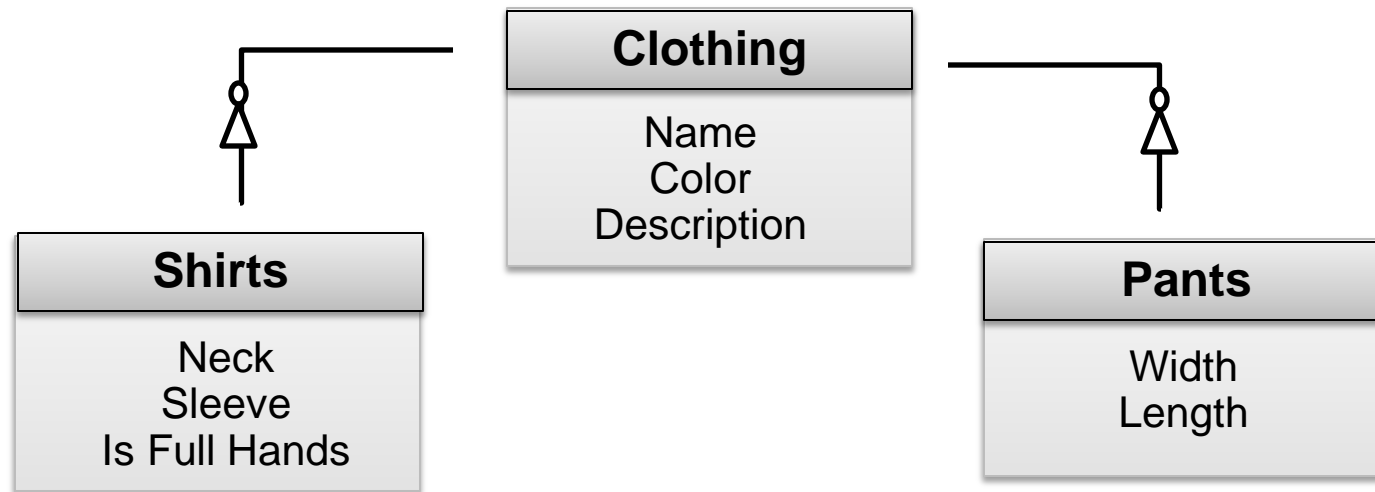 Clothing
Name
Color
Description
Shirts
Neck
Sleeve
Is Full Hands
Pants
Width
Length